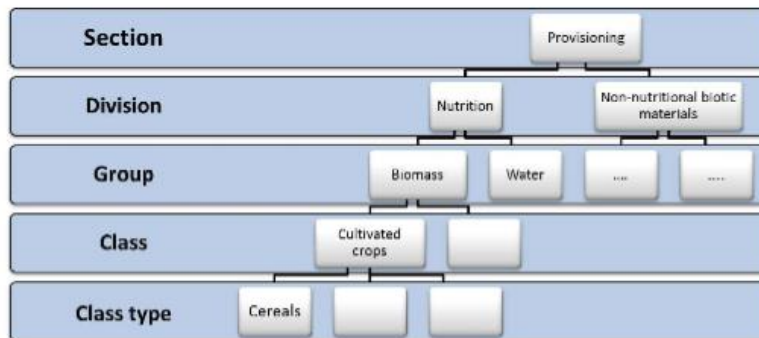 Section
Provisioning
Division
Nutrition
Non-nutritional biotic
materials
Group
Biomass
Water
....
.....
Class
Cultivated
crops
Class type
Cereals